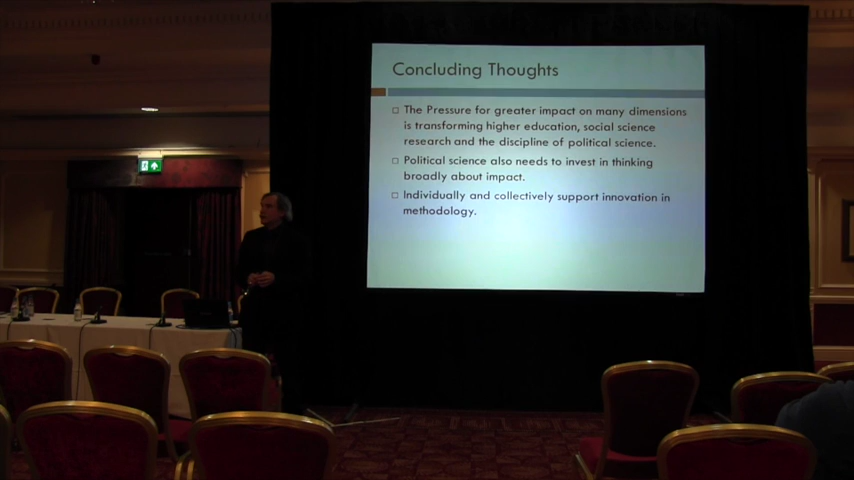 Concluding Thoughts
The Pressure for greater impact on many dimensions
is transforming higher education, social science
research and the discipline of political science.
Political science also needs to invest in thinking
broadly about impact.
Individually and collectively support innovation in
methodology.